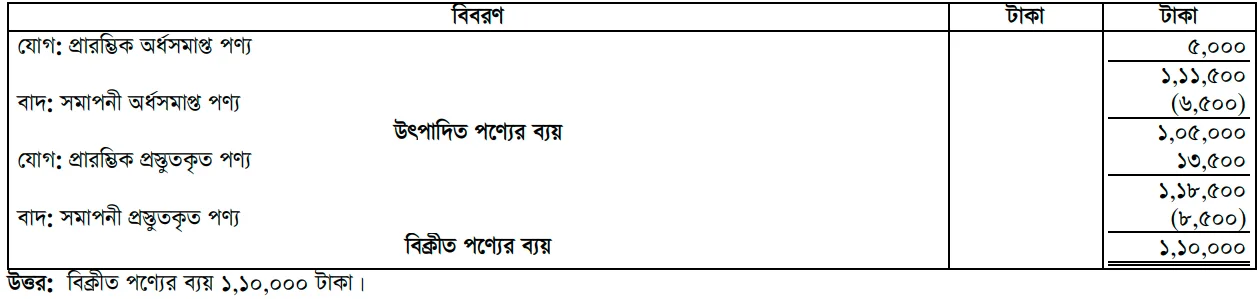 বিবরণ টাকা টাকা
যোগ: প্রারম্ভিক অর্ধসমাপ্ত পণ্য ৫,০০০
১,১১,৫০০
বাদ: সমাপনী অর্ধসমাপ্ত পণ্য (৬,৫০০)
উৎপাদিত পণ্যের ব্যয় ১,০৫,০০০
যোগ: প্রারম্ভিক প্রস্তুতকৃত পণ্য ১৩,৫০০
১,১৮,৫০০
বাদ: সমাপনী প্রস্তুতকৃত পণ্য (৮,৫০০)
বিক্রীত পণ্যের ব্যয় ১,১০,০০০
উত্তর: বিক্রীত পণ্যের ব্যয় ১,১০,০০০ টাকা।